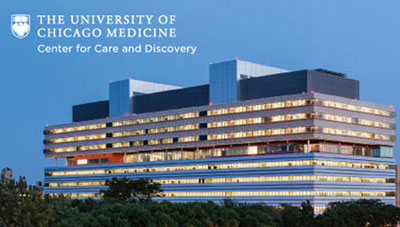 THE UNIVERSITY OF
CHICAGO MEDICINE
Center for Care and Discovery